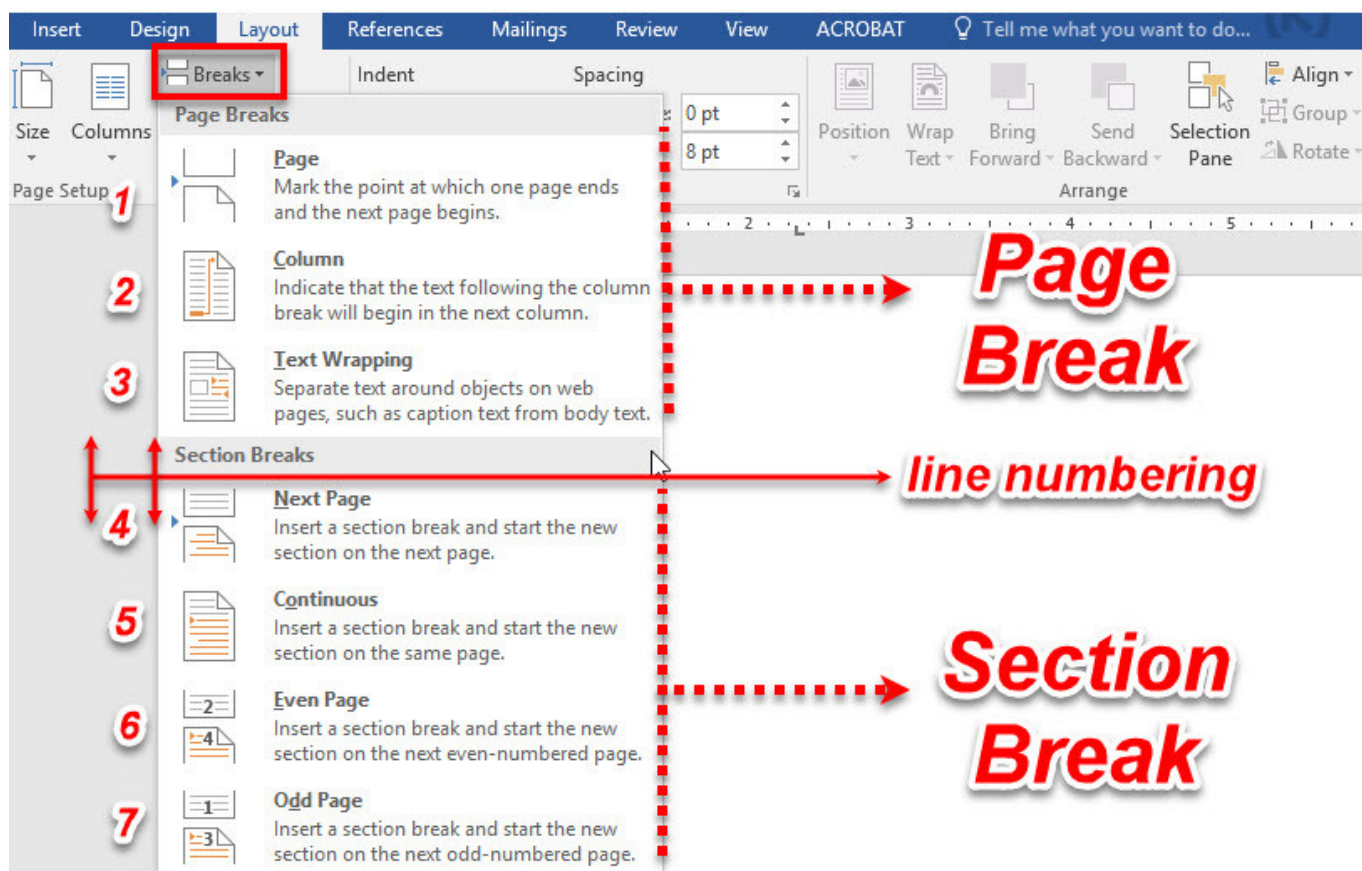 Insert Design Layout References Mailings Review View ACROBAT Tell me what you want to do...
Breaks Indent Spacing Align
Page Breaks 0 pt Group
Size Columns 8 pt Position Wrap Text Bring Forward Send Backward Selection Pane Rotate
Page Setup Arrange
2 3 4 5
1
Page
Mark the point at which one page ends
and the next page begins.
2
Column
Indicate that the text following the column
break will begin in the next column.
3
Text Wrapping
Separate text around objects on web
pages, such as caption text from body text.
Page
Break
Section Breaks
line numbering
4
Next Page
Insert a section break and start the new
section on the next page.
5
Continuous
Insert a section break and start the new
section on the same page.
6
2
4
Even Page
Insert a section break and start the new
section on the next even-numbered page.
7
1
3
Odd Page
Insert a section break and start the new
section on the next odd-numbered page.
Section
Break